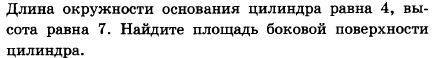 Длина окружности основания цилиндра равна 4, вы-
сота равна 7. Найдите площадь боковой поверхности
цилиндра.